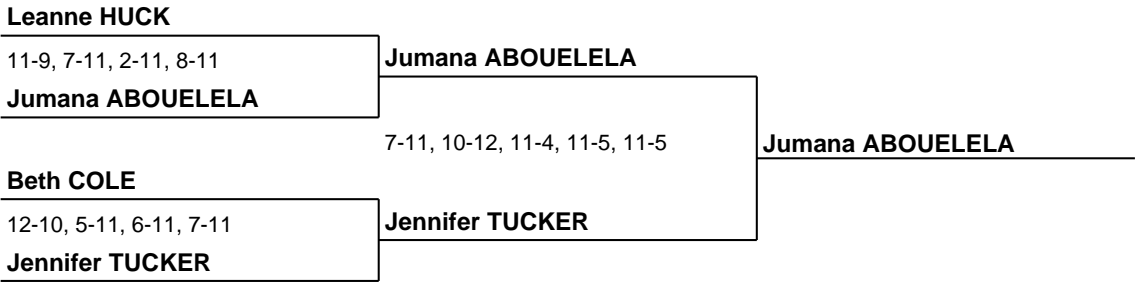 Leanne HUCK
11-9, 7-11, 2-11, 8-11
Jumana ABOUELELA
Jumana ABOUELELA
7-11, 10-12, 11-4, 11-5, 11-5
Jumana ABOUELELA
Beth COLE
12-10, 5-11, 6-11, 7-11
Jennifer TUCKER
Jennifer TUCKER